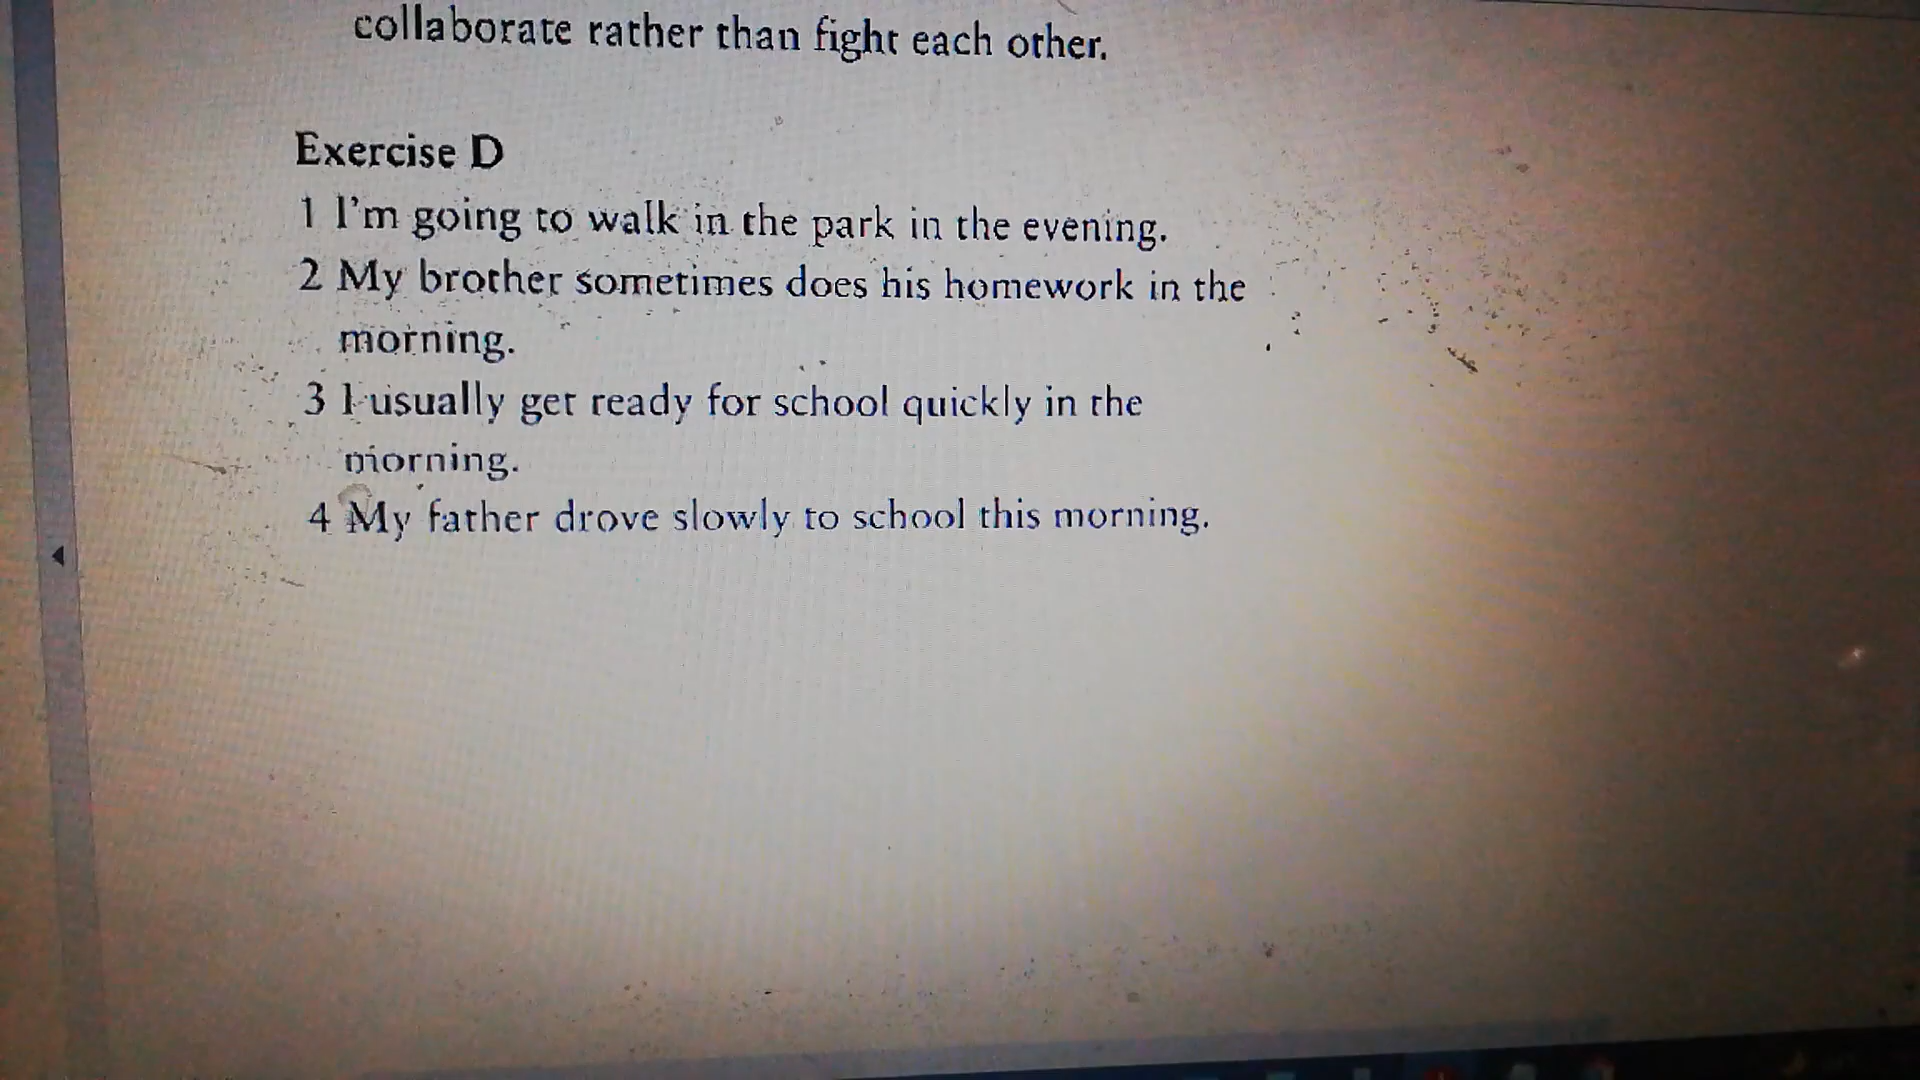 collaborate rather than fight each other.
Exercise D
1 I'm going to walk in the park in the evening.
2 My brother sometimes does his homework in the
morning.
3 I usually get ready for school quickly in the
morning.
4 My father drove slowly to school this morning.